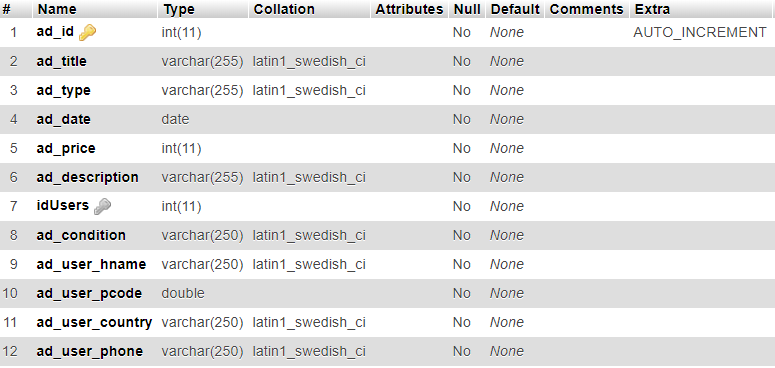 # Name Type Collation Attributes Null Default Comments Extra
1 ad_id int(11) No None AUTO_INCREMENT
2 ad_title varchar(255) latin1_swedish_ci No None
3 ad_type varchar(255) latin1_swedish_ci No None
4 ad_date date No None
5 ad_price int(11) No None
6 ad_description varchar(255) latin1_swedish_ci No None
7 idUsers int(11) No None
8 ad_condition varchar(250) latin1_swedish_ci No None
9 ad_user_hname varchar(250) latin1_swedish_ci No None
10 ad_user_pcode double No None
11 ad_user_country varchar(250) latin1_swedish_ci No None
12 ad_user_phone varchar(250) latin1_swedish_ci No None